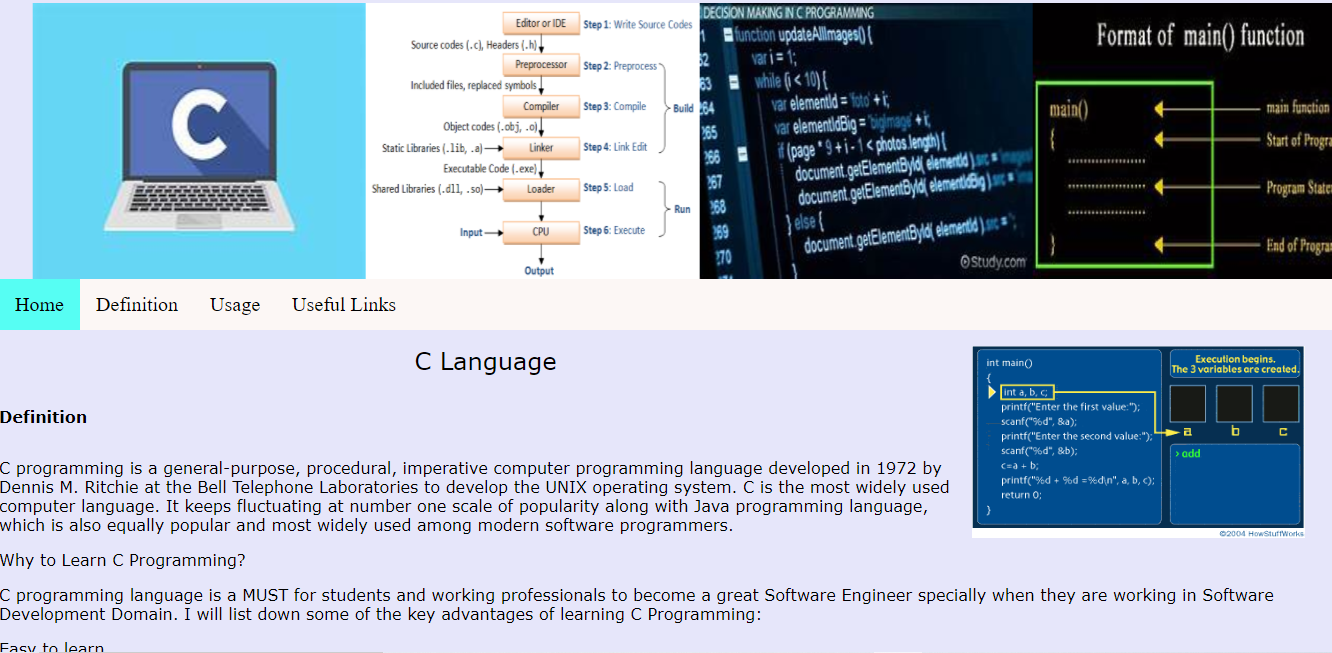 C
Editor or IDE Step 1: Write Source Codes
Source codes (.c), Headers (.h)
Preprocessor Step 2: Preprocess
Included files, replaced symbols
Compiler Step 3: Compile
Build
Object codes (.obj, .o)
Static Libraries (.lib, .a) Linker Step 4: Link Edit
Executable Code (.exe)
Shared Libraries (.dll, .so) Loader Step 5: Load
Run
Input CPU Step 6: Execute
Output
DECISION MAKING IN C PROGRAMMING
function updateAllImages() {
var i = 1;
while (i < 10) {
var elementId = 'foto' + i;
var elementIdBig = 'bigImage' + i;
if (page * 9 + i - 1 < photos.length) {
document.getElementById( elementId ).src = 'images
document.getElementById( elementIdBig ).src = 'ima
} else {
document.getElementById( elementId ).src = '';
}
62
63
264
265
266
267
268
269
270
Study.com
Format of main() function
main() main function
{ Start of Progra
.................
................. Program State
.................
} End of Progra
Home Definition Usage Useful Links
C Language
int main()
{
int a, b, c;
printf("Enter the first value:");
scanf("%d", &a);
printf("Enter the second value:");
scanf("%d", &b);
c=a + b;
printf("%d + %d =%d\n", a, b, c);
return 0;
}
Execution begins.
The 3 variables are created.
a b c
> add
©2004 HowStuffWorks
Definition
C programming is a general-purpose, procedural, imperative computer programming language developed in 1972 by
Dennis M. Ritchie at the Bell Telephone Laboratories to develop the UNIX operating system. C is the most widely used
computer language. It keeps fluctuating at number one scale of popularity along with Java programming language,
which is also equally popular and most widely used among modern software programmers.
Why to Learn C Programming?
C programming language is a MUST for students and working professionals to become a great Software Engineer specially when they are working in Software
Development Domain. I will list down some of the key advantages of learning C Programming:
Easy to learn